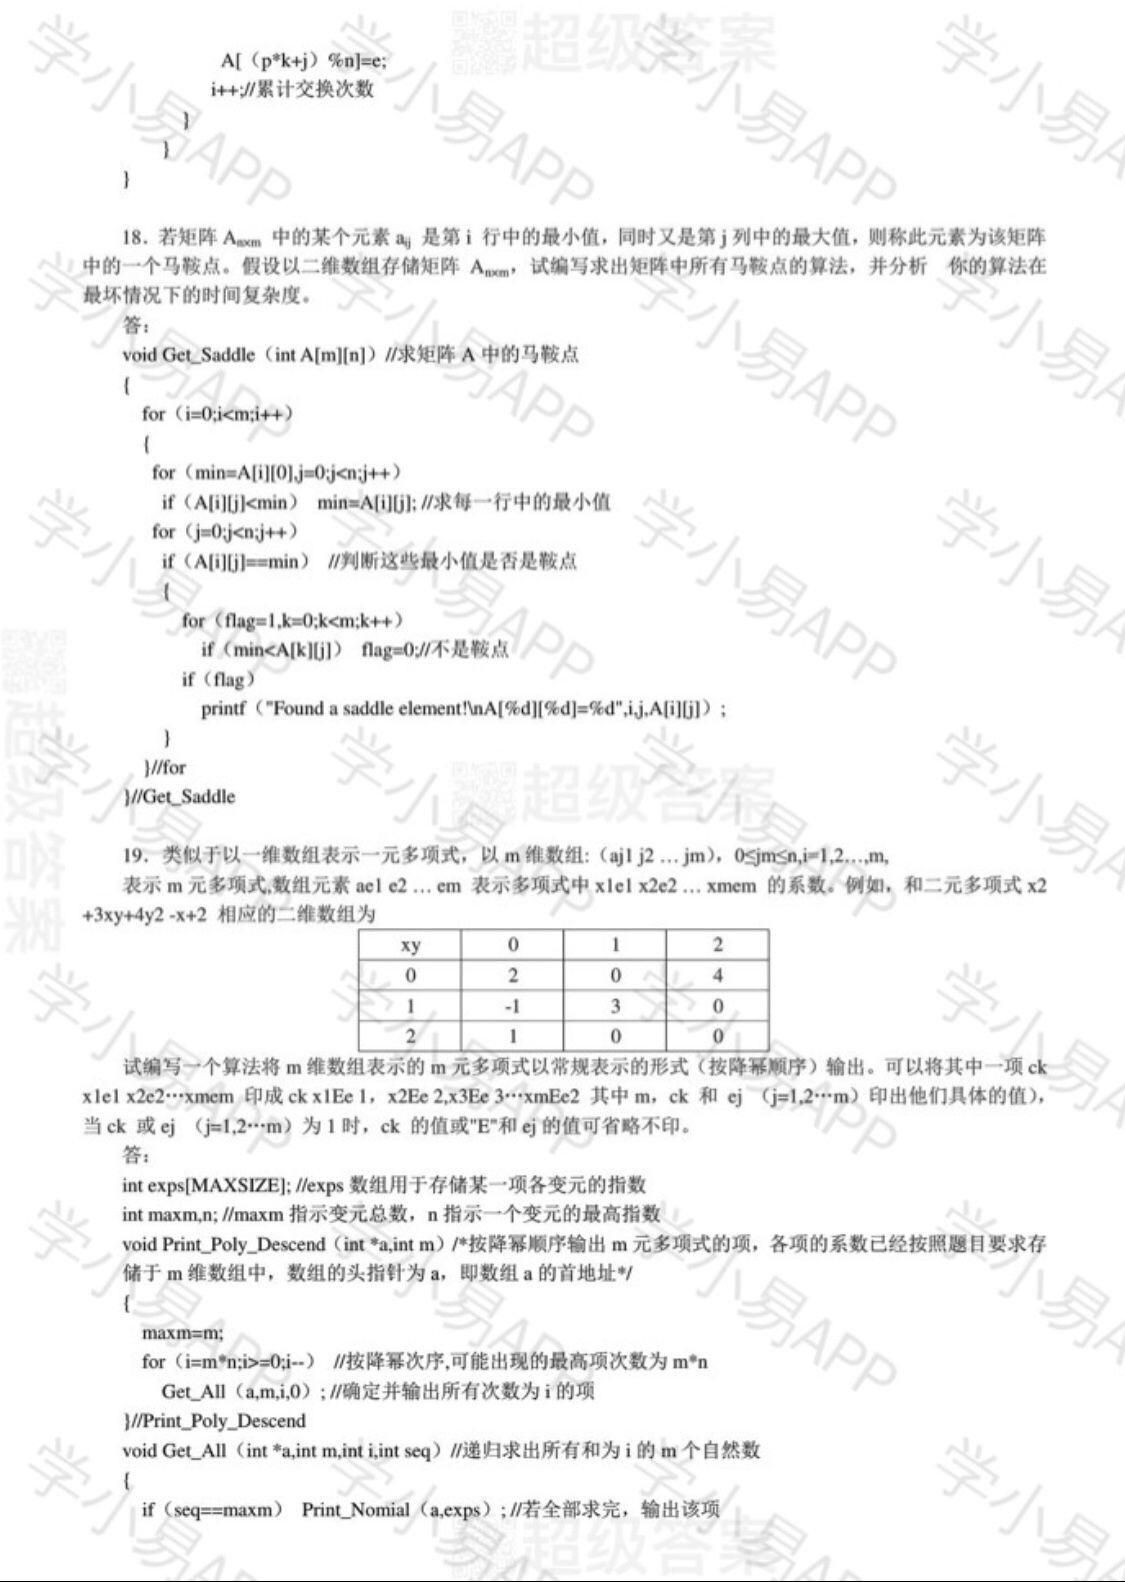 A[（p*k+j）%n]=e;
i++;//累计交换次数
}
}
}
18．若矩阵 Anxm 中的某个元素 aij 是第 i 行中的最小值，同时又是第 j 列中的最大值，则称此元素为该矩阵
中的一个马鞍点。假设以二维数组存储矩阵 Anxm，试编写求出矩阵中所有马鞍点的算法，并分析 你的算法在
最坏情况下的时间复杂度。
答：
void Get_Saddle（int A[m][n]）//求矩阵 A 中的马鞍点
{
for（i=0;i<m;i++）
{
for（min=A[i][0],j=0;j<n;j++）
if（A[i][j]<min） min=A[i][j]; //求每一行中的最小值
for（j=0;j<n;j++）
if（A[i][j]==min） //判断这些最小值是否是鞍点
{
for（flag=1,k=0;k<m;k++）
if（min<A[k][j]） flag=0;//不是鞍点
if（flag）
printf（"Found a saddle element!\nA[%d][%d]=%d",i,j,A[i][j]）;
}
}//for
}//Get_Saddle
19．类似于以一维数组表示一元多项式，以 m 维数组:（aj1 j2 … jm），0≤jm≤n,i=1,2…,m,
表示 m 元多项式,数组元素 ae1 e2 … em 表示多项式中 x1e1 x2e2 … xmem 的系数。例如，和二元多项式 x2
+3xy+4y2 -x+2 相应的二维数组为
xy 0 1 2
0 2 0 4
1 -1 3 0
2 1 0 0
试编写一个算法将 m 维数组表示的 m 元多项式以常规表示的形式（按降幂顺序）输出。可以将其中一项 ck
x1e1 x2e2…xmem 印成 ck x1Ee 1，x2Ee 2,x3Ee 3…xmEe2 其中 m，ck 和 ej （j=1,2…m）印出他们具体的值），
当 ck 或 ej （j=1,2…m）为 1 时，ck 的值或"E"和 ej 的值可省略不印。
答：
int exps[MAXSIZE]; //exps 数组用于存储某一项各变元的指数
int maxm,n; //maxm 指示变元总数，n 指示一个变元的最高指数
void Print_Poly_Descend（int *a,int m）/*按降幂顺序输出 m 元多项式的项，各项的系数已经按照题目要求存
储于 m 维数组中，数组的头指针为 a，即数组 a 的首地址*/
{
maxm=m;
for（i=m*n;i>=0;i--） //按降幂次序,可能出现的最高项次数为 m*n
Get_All（a,m,i,0）; //确定并输出所有次数为 i 的项
}//Print_Poly_Descend
void Get_All（int *a,int m,int i,int seq）//递归求出所有和为 i 的 m 个自然数
{
if（seq==maxm） Print_Nomial（a,exps）; //若全部求完，输出该项
学小易APP
超级答案